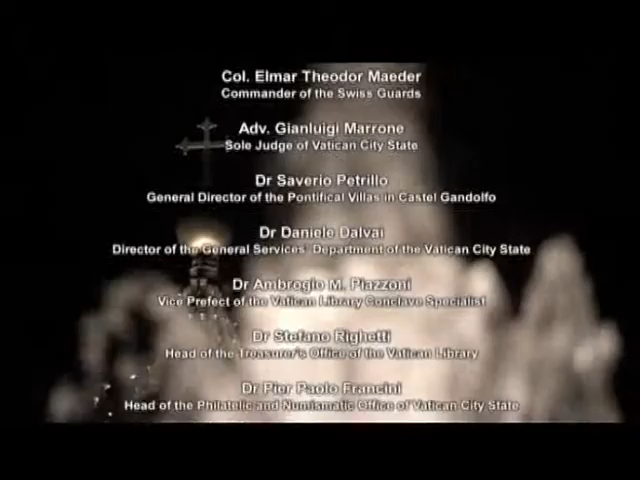 Col. Elmar Theodor Maeder
Commander of the Swiss Guards
Adv. Gianluigi Marrone
Sole Judge of Vatican City State
Dr Saverio Petrillo
General Director of the Pontifical Villas in Castel Gandolfo
Dr Daniele Dalvai
Director of the General Services' Department of the Vatican City State
Dr Ambrogio M. Piazzoni
Vice Prefect of the Vatican Library Conclave Specialist
Dr Stefano Righetti
Head of the Treasurer's Office of the Vatican Library
Dr Pier Paolo Francini
Head of the Philatelic and Numismatic Office of Vatican City State